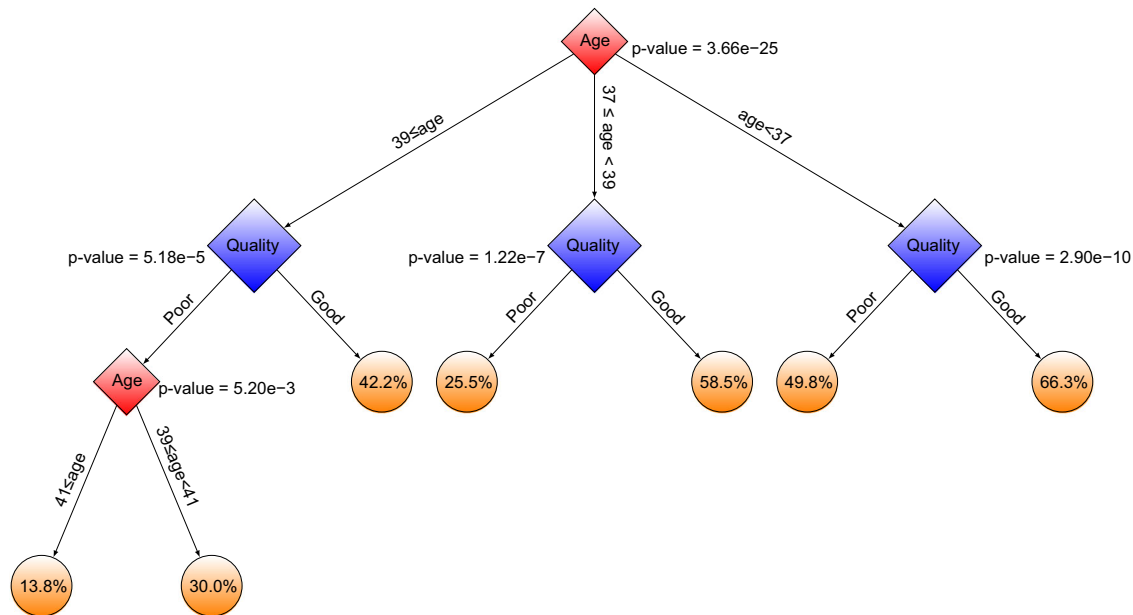 Age
p-value = 3.66e−25
39≤age
37 ≤ age < 39
age<37
Quality
p-value = 5.18e−5
Quality
p-value = 1.22e−7
Quality
p-value = 2.90e−10
Poor
Good
Poor
Good
Poor
Good
Age
p-value = 5.20e−3
42.2%
25.5%
58.5%
49.8%
66.3%
41≤age
39≤age<41
13.8%
30.0%